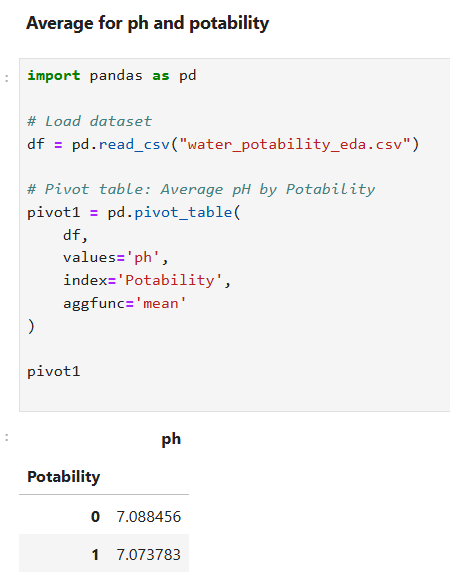 Average for ph and potability
:
import pandas as pd
# Load dataset
df = pd.read_csv("water_potability_eda.csv")
# Pivot table: Average pH by Potability
pivot1 = pd.pivot_table(
    df,
    values='ph',
    index='Potability',
    aggfunc='mean'
)
pivot1
:
ph
Potability
0 7.088456
1 7.073783